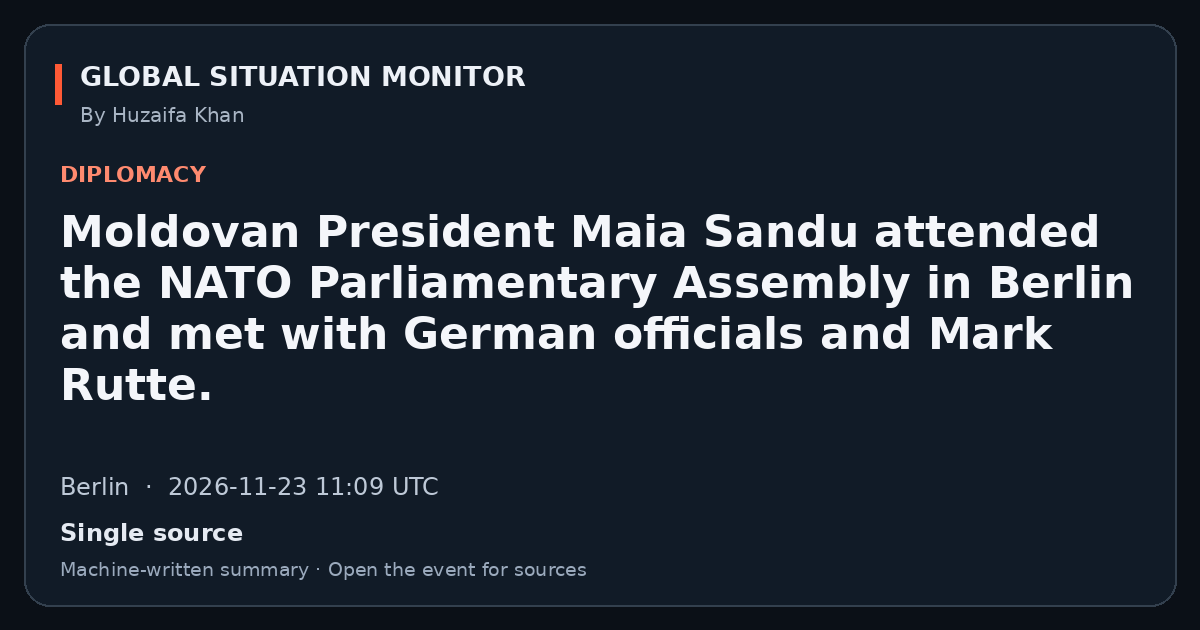 GLOBAL SITUATION MONITOR
By Huzaifa Khan
DIPLOMACY
Moldovan President Maia Sandu attended
the NATO Parliamentary Assembly in Berlin
and met with German officials and Mark
Rutte.
Berlin · 2026-11-23 11:09 UTC
Single source
Machine-written summary · Open the event for sources